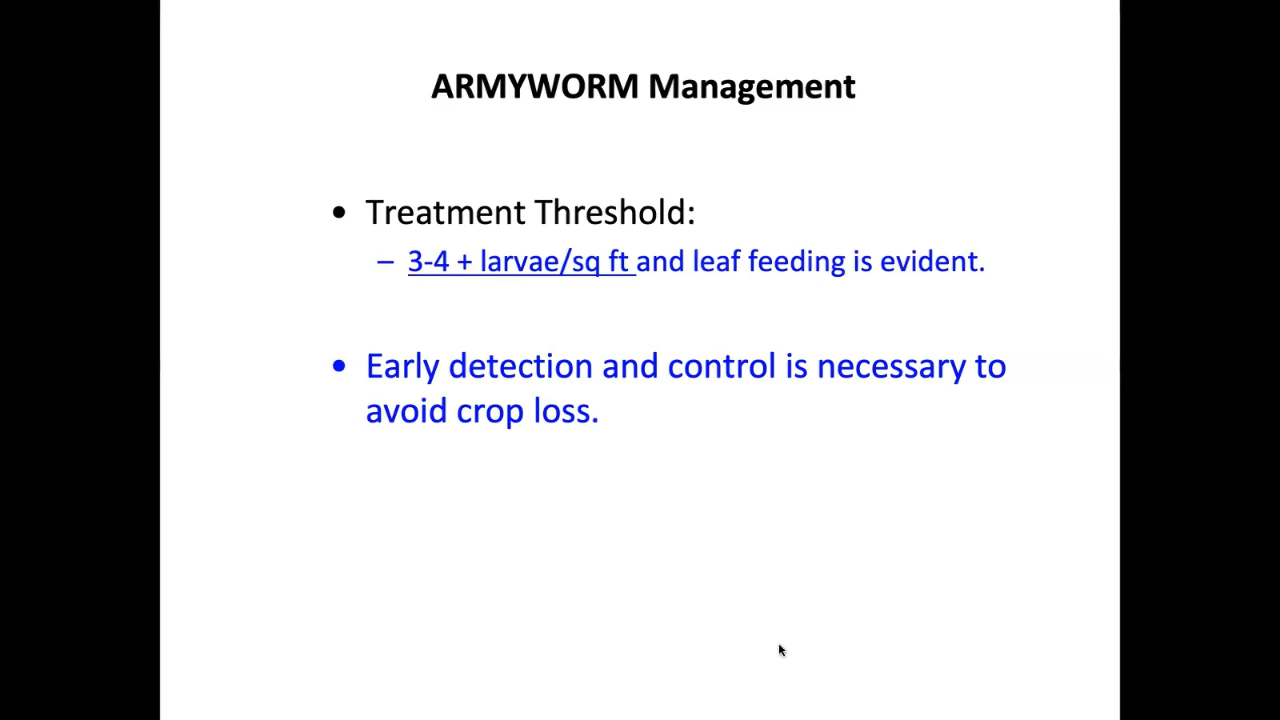 ARMYWORM Management
• Treatment Threshold:
– 3-4 + larvae/sq ft and leaf feeding is evident.
• Early detection and control is necessary to
avoid crop loss.